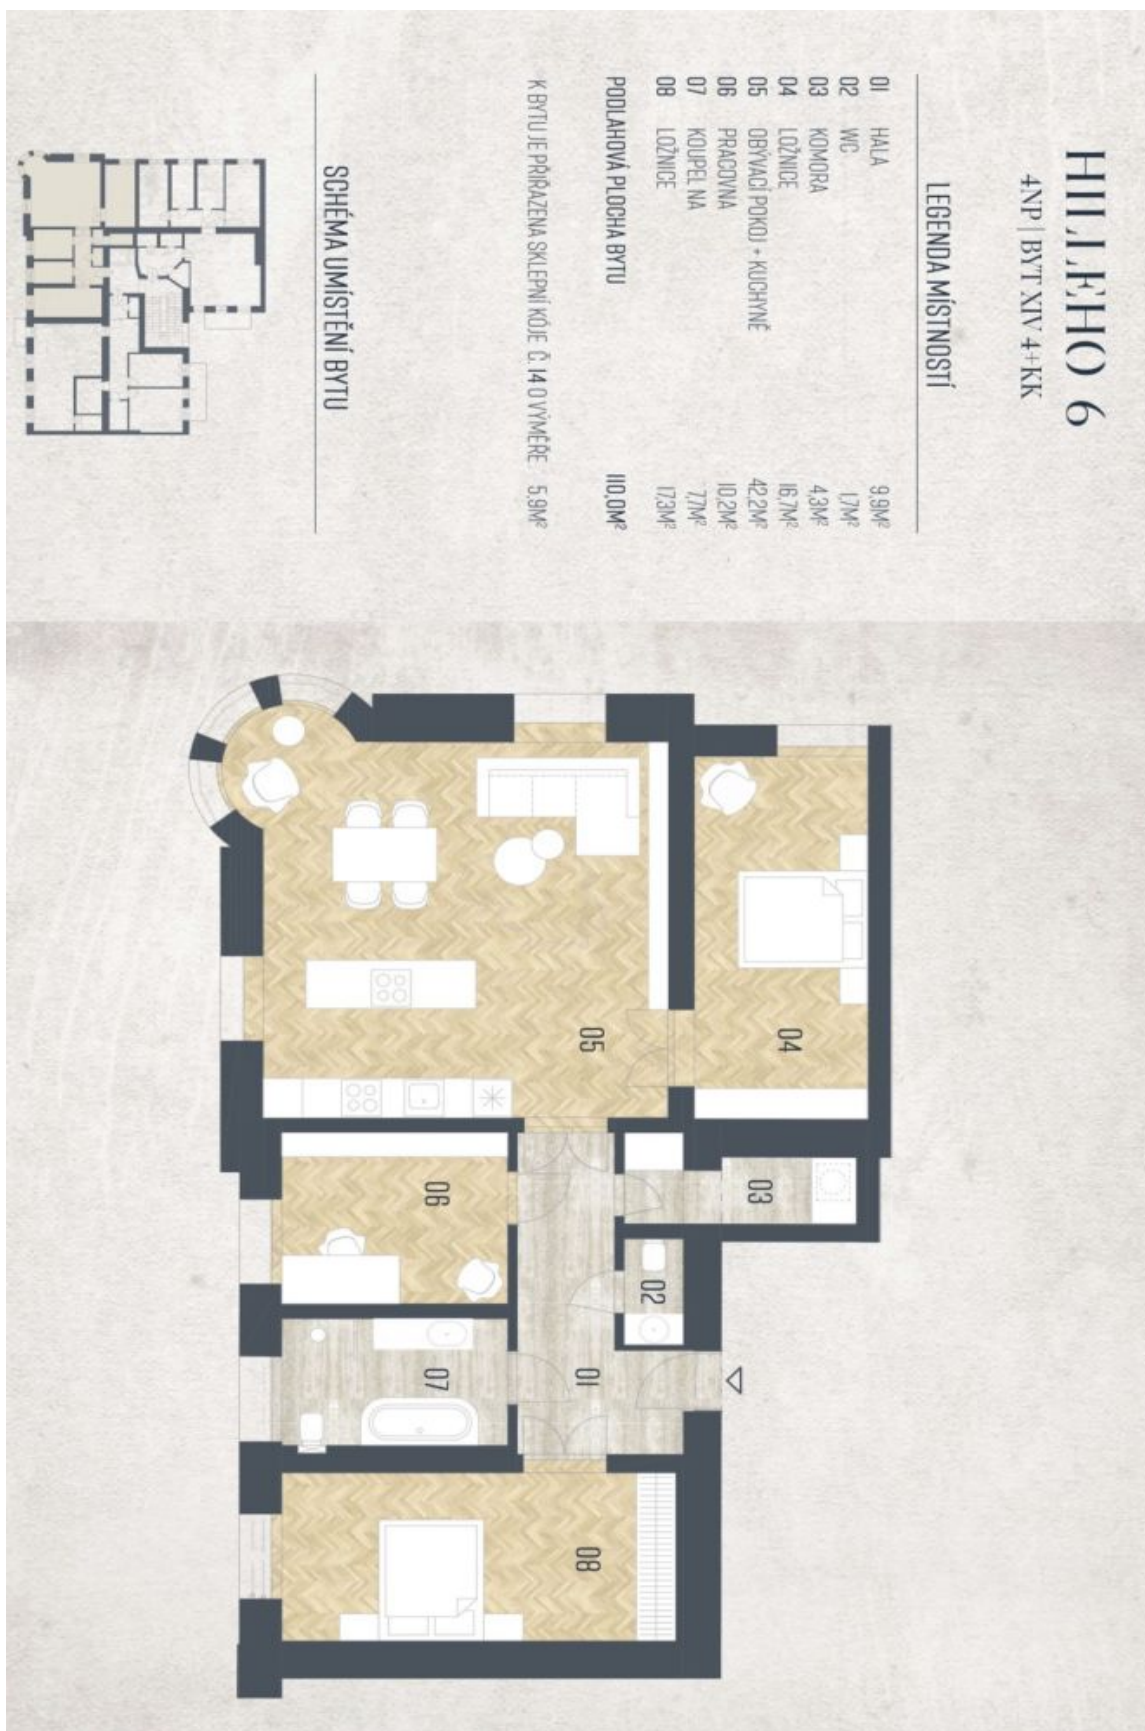 HILLEHO 6
4NP | BYT XIV 4+KK
LEGENDA MÍSTNOSTÍ
01 HALA 9,9M²
02 WC 1,7M²
03 KOMORA 4,3M²
04 LOŽNICE 16,7M²
05 OBÝVACÍ POKOJ + KUCHYNĚ 42,2M²
06 PRACOVNA 10,2M²
07 KOUPELNA 7,7M²
08 LOŽNICE 17,3M²
PODLAHOVÁ PLOCHA BYTU 110,0M²
K BYTU JE PŘIŘAZENA SKLEPNÍ KÓJE Č. 14 O VÝMĚŘE 5,9M²
SCHÉMA UMÍSTĚNÍ BYTU
04
05
03
02
06
01
07
08